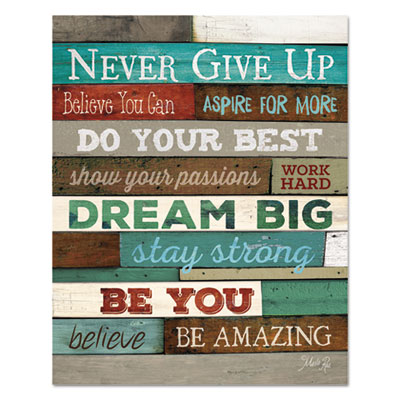 Never Give Up
Believe You Can ASPIRE FOR MORE
DO YOUR BEST
show your passions WORK HARD
DREAM BIG
stay strong
BE YOU
believe BE AMAZING